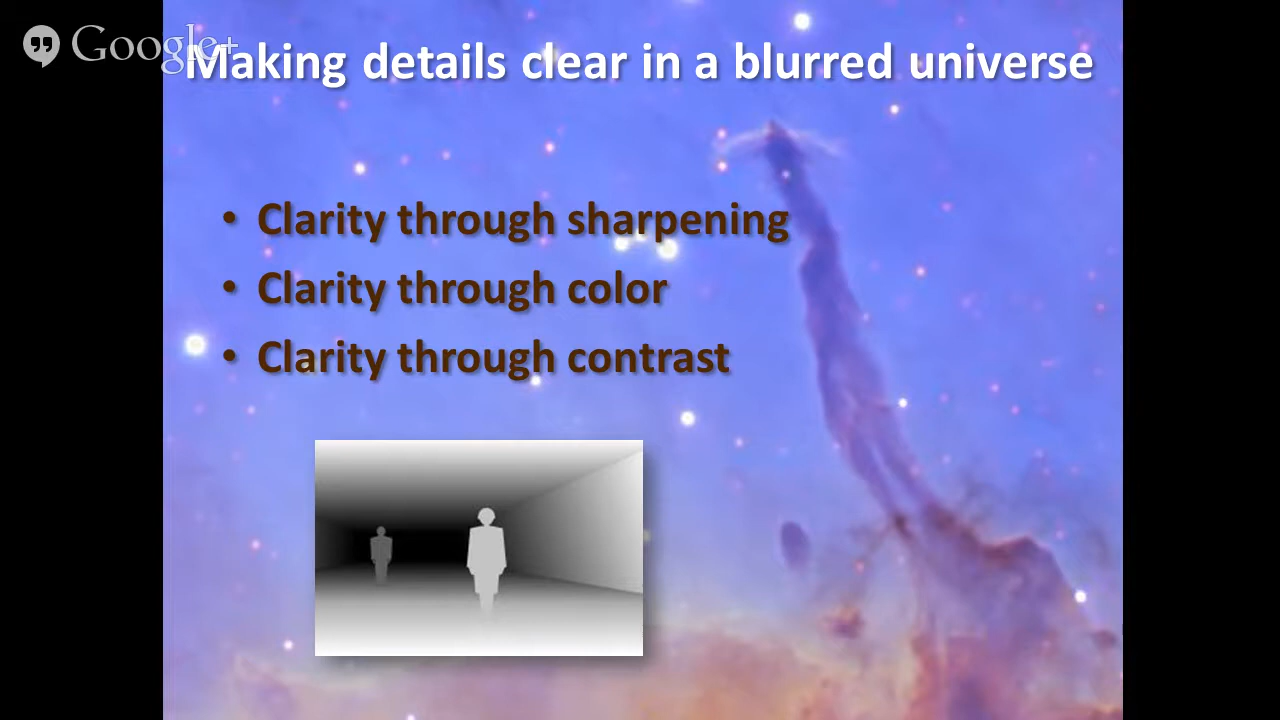 Google+
Making details clear in a blurred universe
• Clarity through sharpening
• Clarity through color
• Clarity through contrast